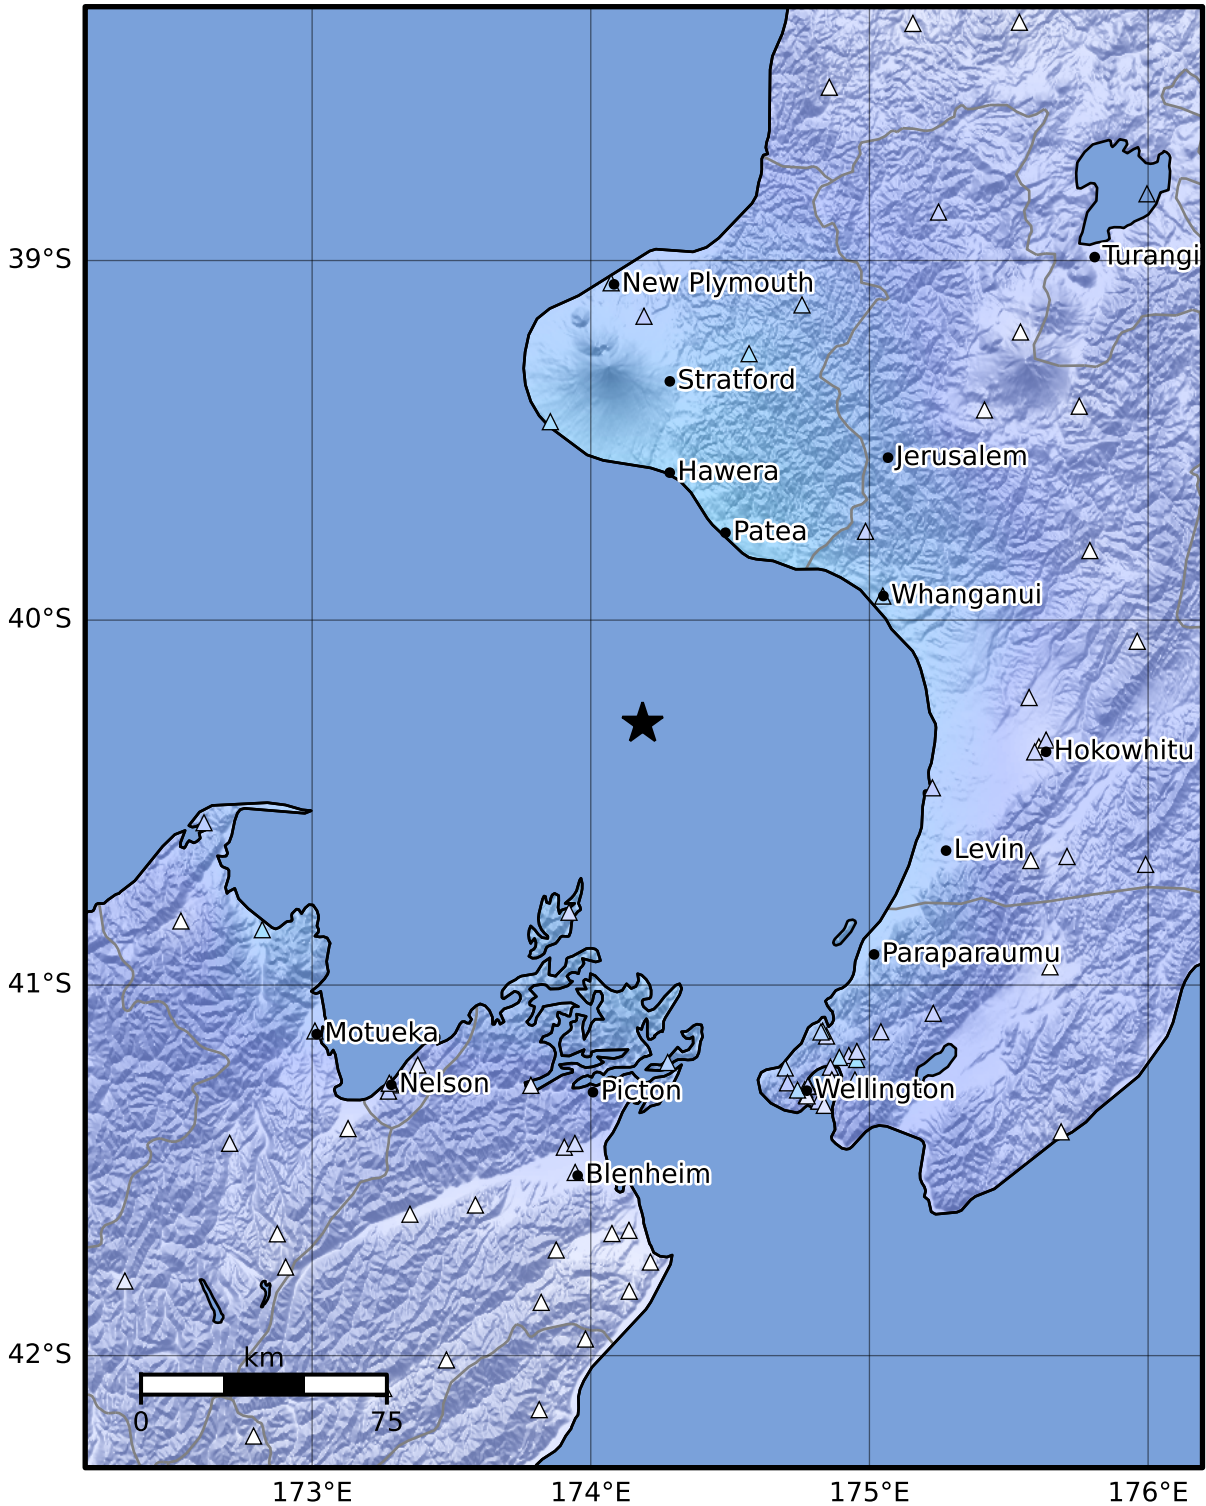 39°S
Turangi
New Plymouth
Stratford
Jerusalem
Hawera
Patea
Whanganui
40°S
Hokowhitu
Levin
Paraparaumu
41°S
Motueka
Nelson
Picton
Wellington
Blenheim
42°S
km
0
75
173°E
174°E
175°E
176°E